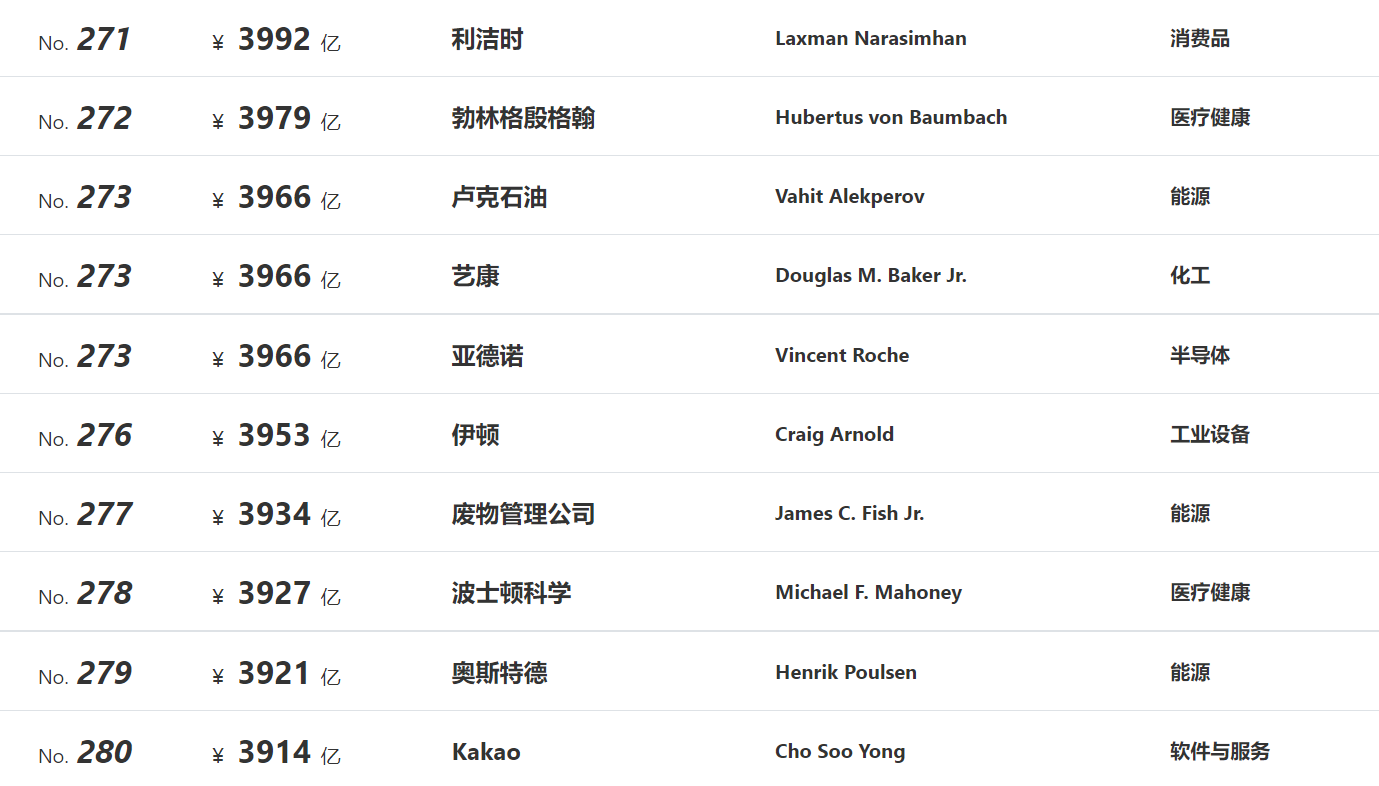 No. 271 ¥ 3992 亿 利洁时 Laxman Narasimhan 消费品
No. 272 ¥ 3979 亿 勃林格殷格翰 Hubertus von Baumbach 医疗健康
No. 273 ¥ 3966 亿 卢克石油 Vahit Alekperov 能源
No. 273 ¥ 3966 亿 艺康 Douglas M. Baker Jr. 化工
No. 273 ¥ 3966 亿 亚德诺 Vincent Roche 半导体
No. 276 ¥ 3953 亿 伊顿 Craig Arnold 工业设备
No. 277 ¥ 3934 亿 废物管理公司 James C. Fish Jr. 能源
No. 278 ¥ 3927 亿 波士顿科学 Michael F. Mahoney 医疗健康
No. 279 ¥ 3921 亿 奥斯特德 Henrik Poulsen 能源
No. 280 ¥ 3914 亿 Kakao Cho Soo Yong 软件与服务